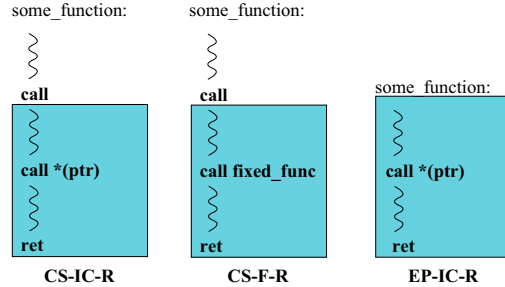 some_function:
call
call *(ptr)
ret
CS-IC-R
some_function:
call
call fixed_func
ret
CS-F-R
some_function:
call *(ptr)
ret
EP-IC-R